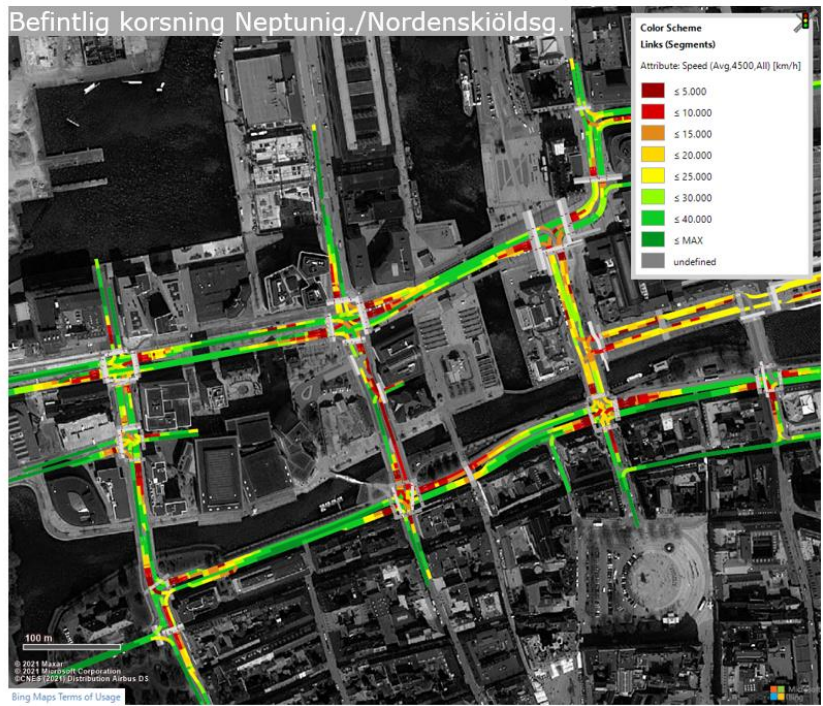 Befintlig korsning Neptunig./Nordenskiöldsg.
Color Scheme
Links (Segments)
Attribute: Speed (Avg,4500,All) [km/h]
≤ 5.000
≤ 10.000
≤ 15.000
≤ 20.000
≤ 25.000
≤ 30.000
≤ 40.000
≤ MAX
undefined
100 m
© 2021 Maxar
© 2021 Microsoft Corporation
©CNES (2021) Distribution Airbus DS
Bing Maps Terms of Usage